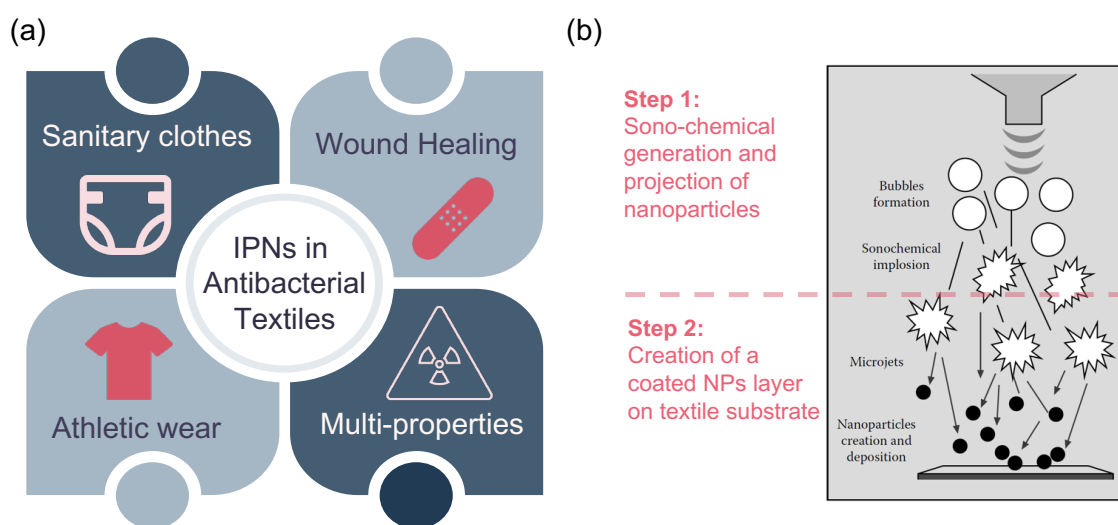 (a)
Sanitary clothes
Wound Healing
IPNs in
Antibacterial
Textiles
Athletic wear
Multi-properties
(b)
Step 1:
Sono-chemical
generation and
projection of
nanoparticles
Step 2:
Creation of a
coated NPs layer
on textile substrate
Bubbles
formation
Sonochemical
implosion
Microjets
Nanoparticles
creation and
deposition